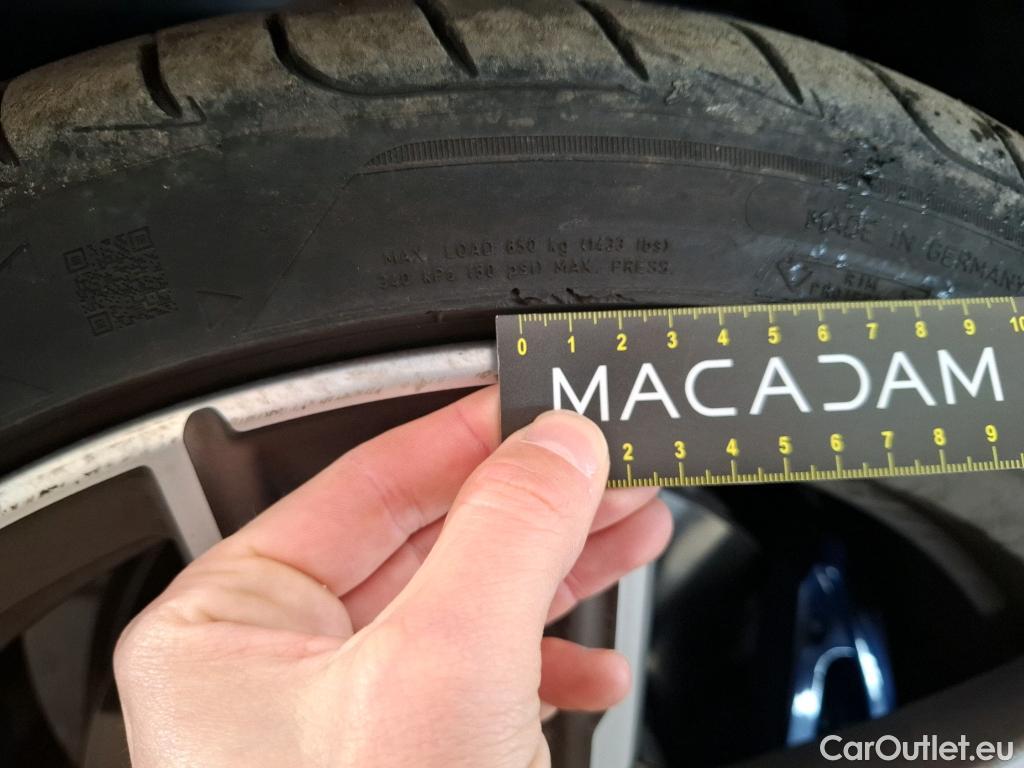 MAX. LOAD 650 kg (1433 lbs)
340 KPa (50 psi) MAX. PRESS.
MADE IN GERMANY
RIM
0 1 2 3 4 5 6 7 8 9 10
MACADAM
2 3 4 5 6 7 8 9
CarOutlet.eu